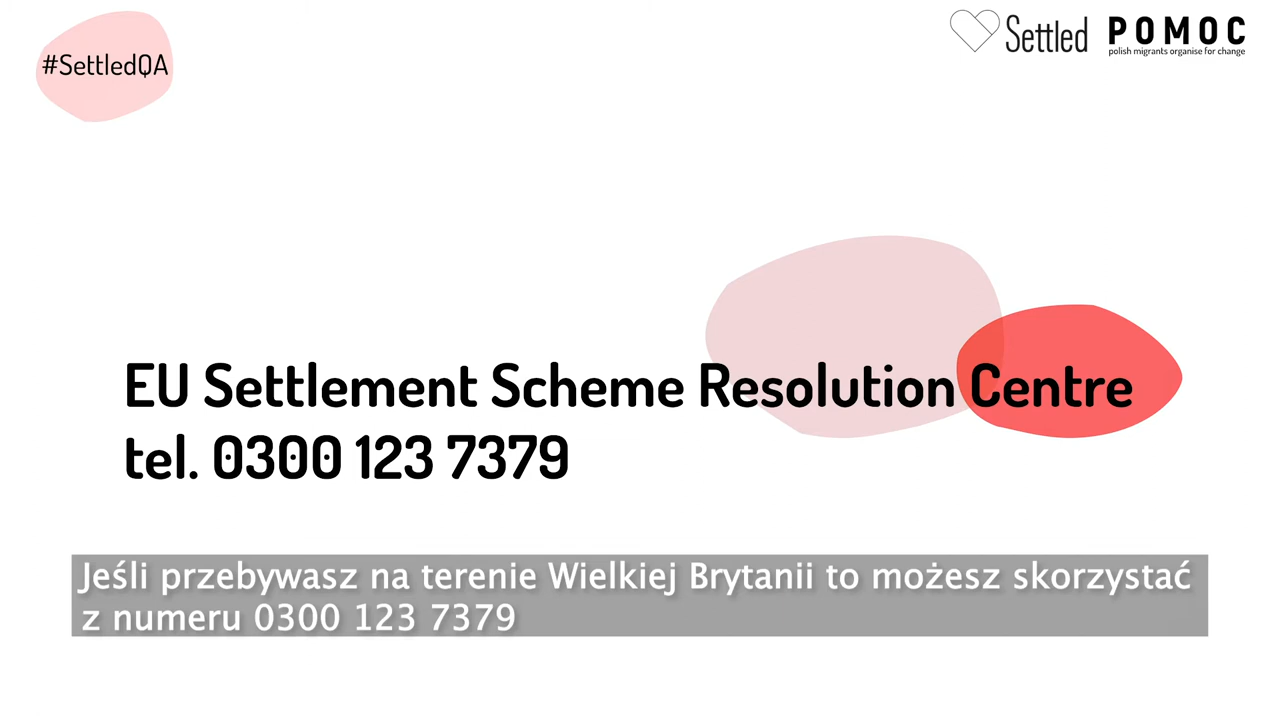 #SettledQA
Settled
POMOC
polish migrants organise for change
EU Settlement Scheme Resolution Centre
tel. 0300 123 7379
Jeśli przebywasz na terenie Wielkiej Brytanii to możesz skorzystać
z numeru 0300 123 7379